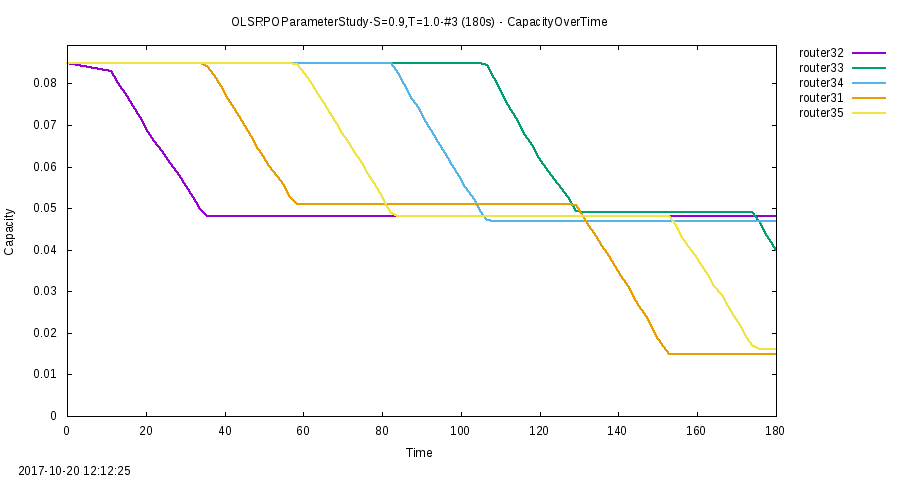 OLSRPOParameterStudy-S=0.9,T=1.0-#3 (180s) - CapacityOverTime
router32
router33
router34
router31
router35
0.08
0.07
0.06
0.05
0.04
0.03
0.02
0.01
0
Capacity
0 20 40 60 80 100 120 140 160 180
Time
2017-10-20 12:12:25